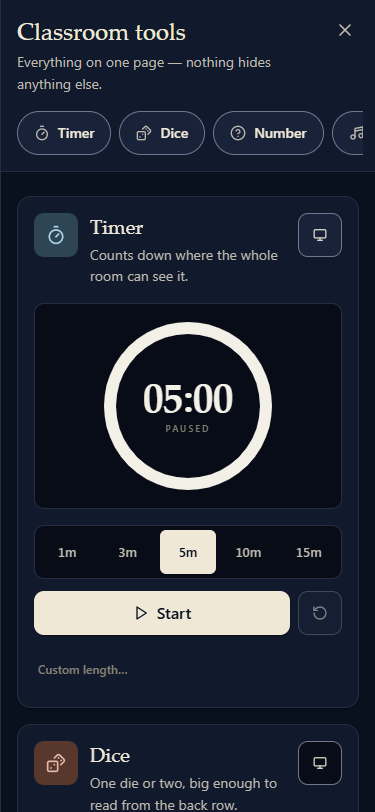 Classroom tools
Everything on one page — nothing hides
anything else.
Timer
Dice
Number
Timer
Counts down where the whole
room can see it.
05:00
PAUSED
1m
3m
5m
10m
15m
Start
Custom length...
Dice
One die or two, big enough to
read from the back row.